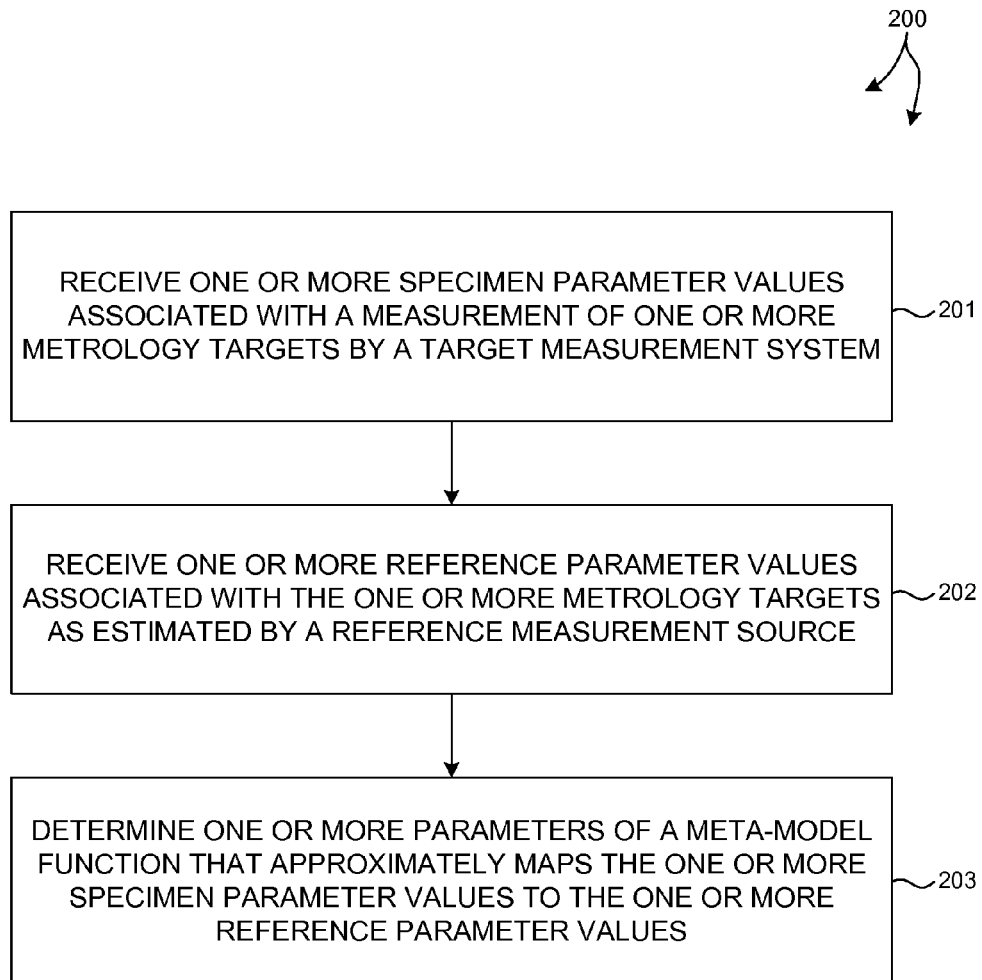 200
RECEIVE ONE OR MORE SPECIMEN PARAMETER VALUES
ASSOCIATED WITH A MEASUREMENT OF ONE OR MORE
METROLOGY TARGETS BY A TARGET MEASUREMENT SYSTEM
201
RECEIVE ONE OR MORE REFERENCE PARAMETER VALUES
ASSOCIATED WITH THE ONE OR MORE METROLOGY TARGETS
AS ESTIMATED BY A REFERENCE MEASUREMENT SOURCE
202
DETERMINE ONE OR MORE PARAMETERS OF A META-MODEL
FUNCTION THAT APPROXIMATELY MAPS THE ONE OR MORE
SPECIMEN PARAMETER VALUES TO THE ONE OR MORE
REFERENCE PARAMETER VALUES
203